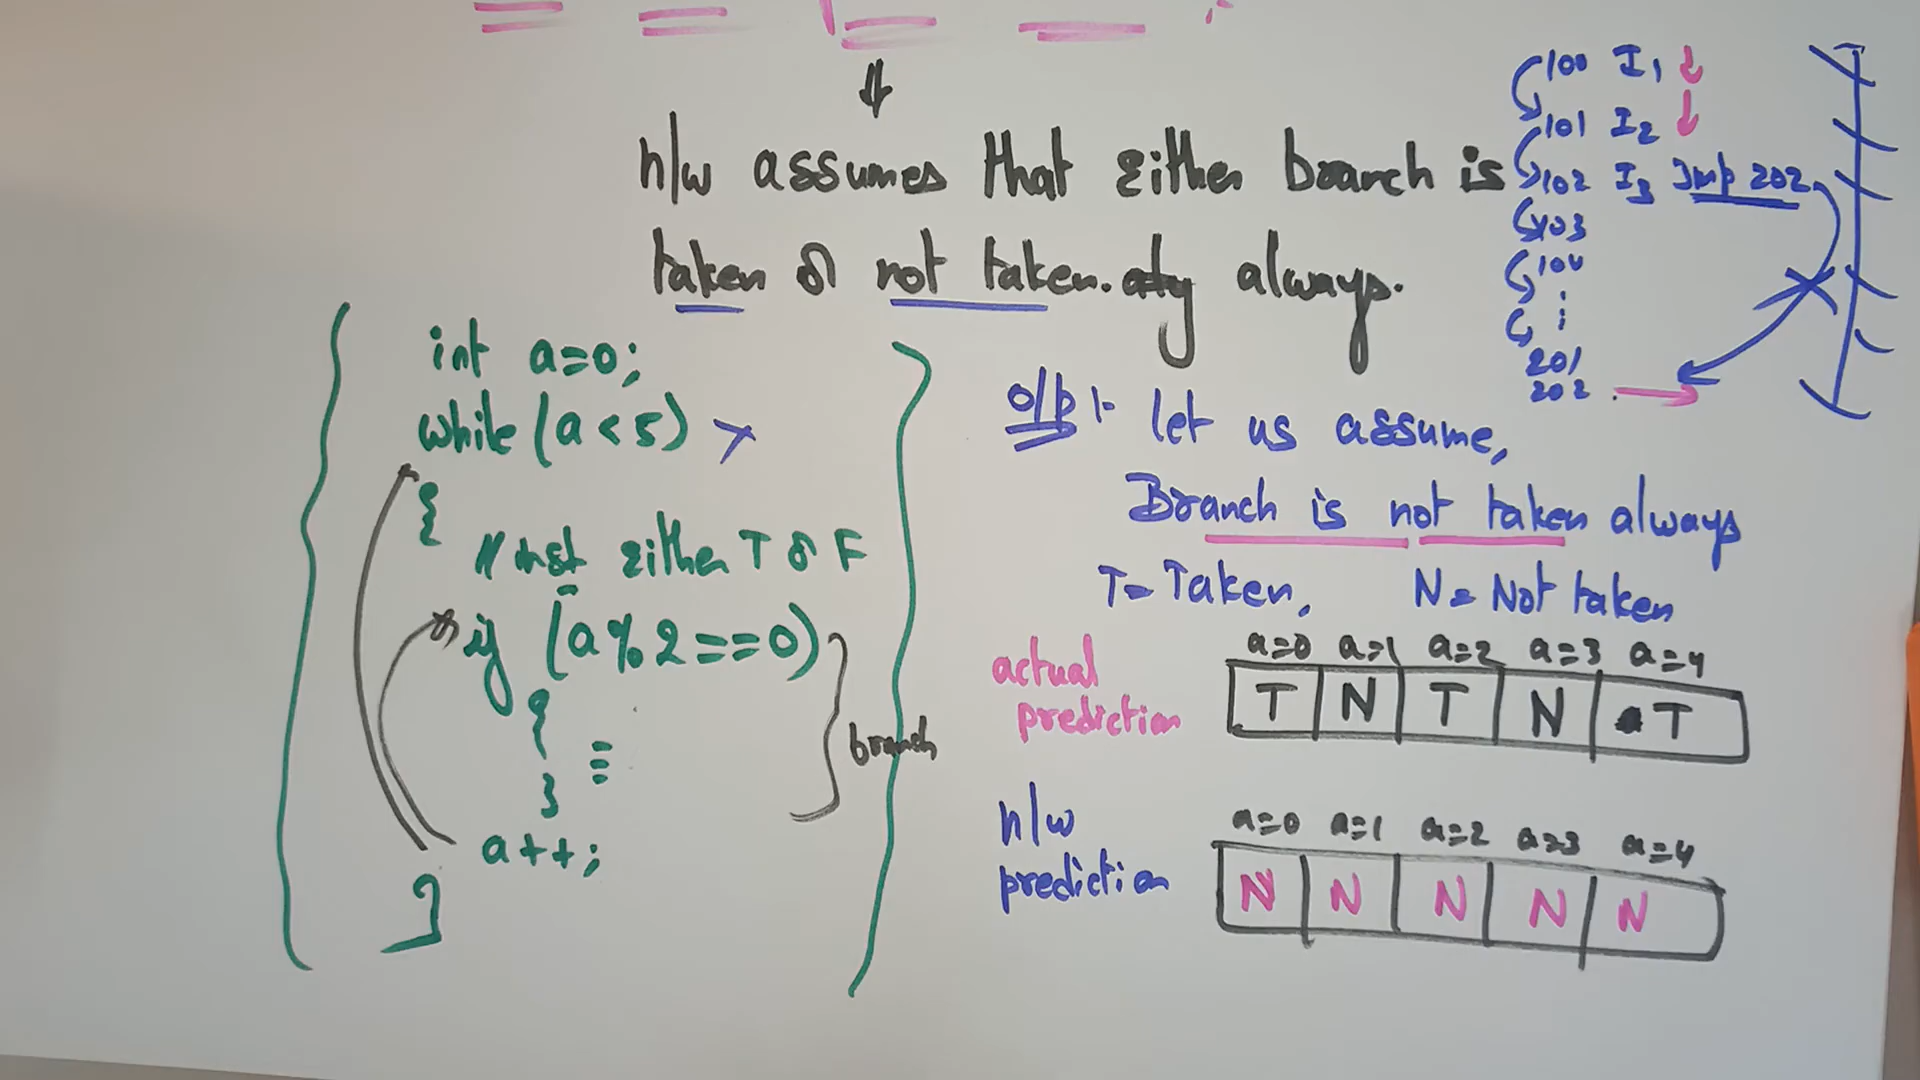 h/w assumes that either branch is
taken or not taken. always.
100 I1
101 I2
102 I3 Jmp 202
103
104
:
201
202
int a=0;
while (a<5)
{
// inst either T or F
if (a%2==0)
{
}
a++;
}
branch
o/p:- let us assume,
Branch is not taken always
T= Taken, N= Not taken
actual prediction
a=0 a=1 a=2 a=3 a=4
T N T N T
h/w prediction
a=0 a=1 a=2 a=3 a=4
N N N N N